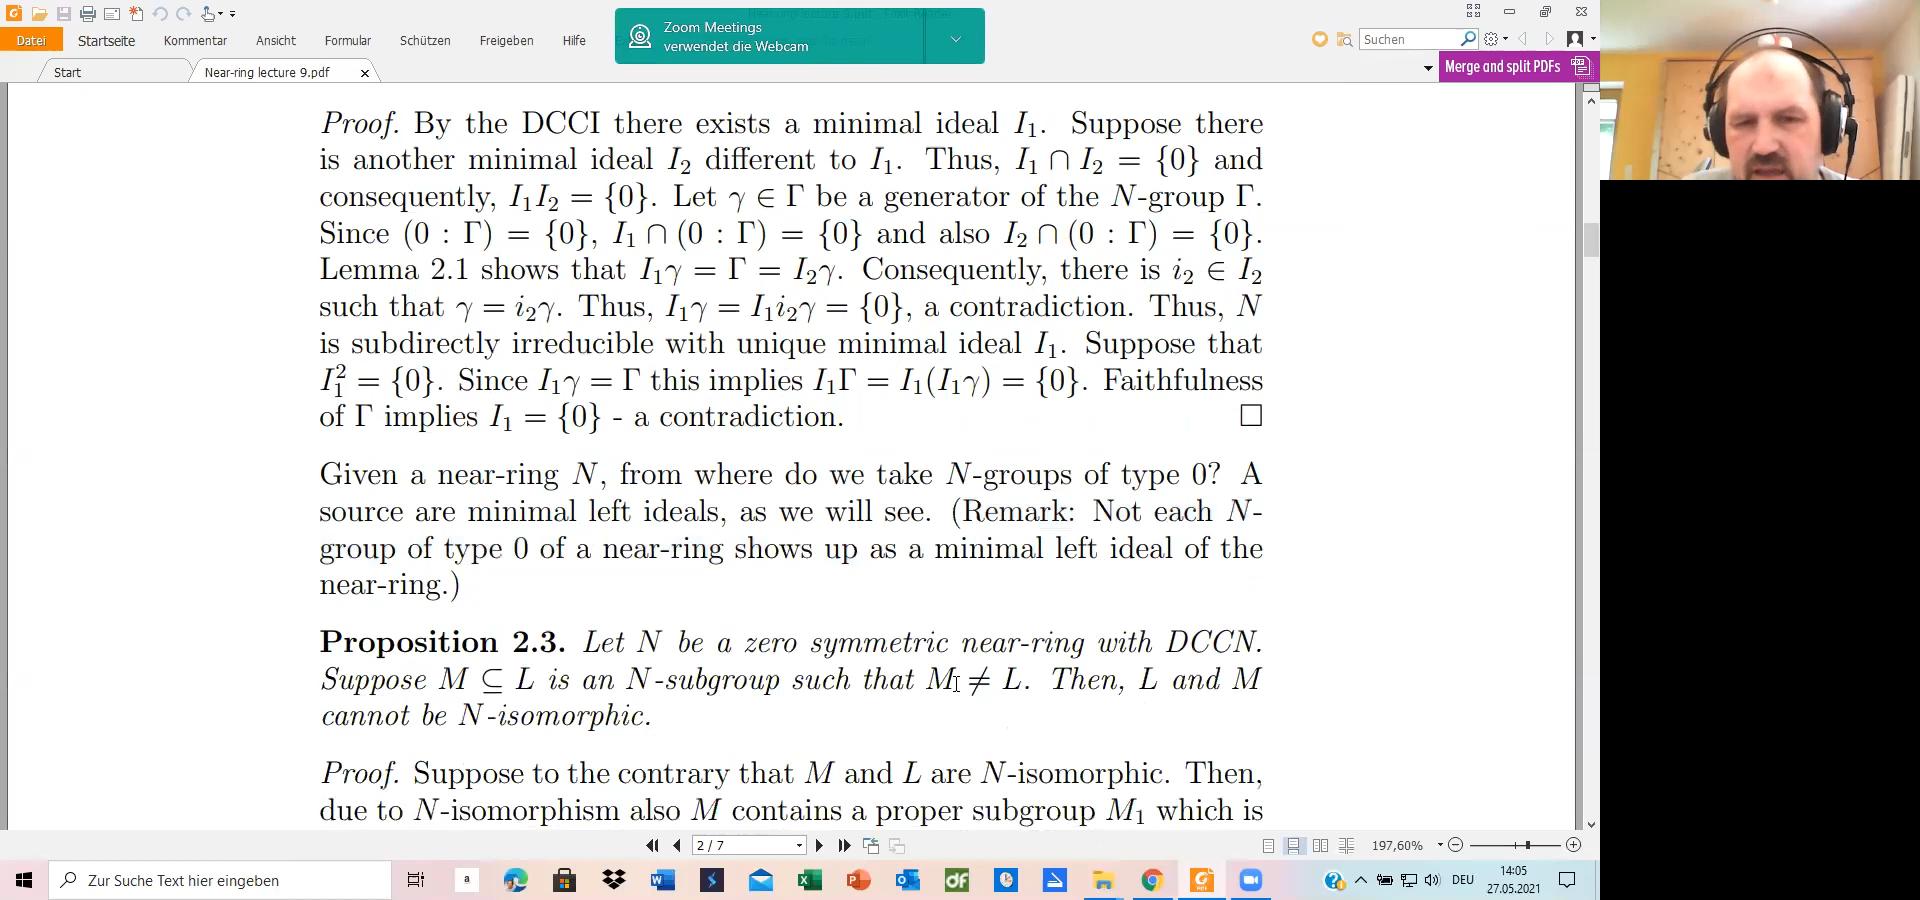 Zoom Meetings
verwendet die Webcam
Datei Startseite Kommentar Ansicht Formular Schützen Freigeben Hilfe Suchen
Start Near-ring lecture 9.pdf Merge and split PDFs
Proof. By the DCCI there exists a minimal ideal I₁. Suppose there
is another minimal ideal I₂ different to I₁. Thus, I₁ ∩ I₂ = {0} and
consequently, I₁I₂ = {0}. Let γ ∈ Γ be a generator of the N-group Γ.
Since (0 : Γ) = {0}, I₁ ∩ (0 : Γ) = {0} and also I₂ ∩ (0 : Γ) = {0}.
Lemma 2.1 shows that I₁γ = Γ = I₂γ. Consequently, there is i₂ ∈ I₂
such that γ = i₂γ. Thus, I₁γ = I₁i₂γ = {0}, a contradiction. Thus, N
is subdirectly irreducible with unique minimal ideal I₁. Suppose that
I₁² = {0}. Since I₁γ = Γ this implies I₁Γ = I₁(I₁γ) = {0}. Faithfulness
of Γ implies I₁ = {0} - a contradiction. □
Given a near-ring N, from where do we take N-groups of type 0? A
source are minimal left ideals, as we will see. (Remark: Not each N-
group of type 0 of a near-ring shows up as a minimal left ideal of the
near-ring.)
Proposition 2.3. Let N be a zero symmetric near-ring with DCCN.
Suppose M ⊆ L is an N-subgroup such that M ≠ L. Then, L and M
cannot be N-isomorphic.
Proof. Suppose to the contrary that M and L are N-isomorphic. Then,
due to N-isomorphism also M contains a proper subgroup M₁ which is
2 / 7 197,60%
Zur Suche Text hier eingeben DEU 14:05
27.05.2021